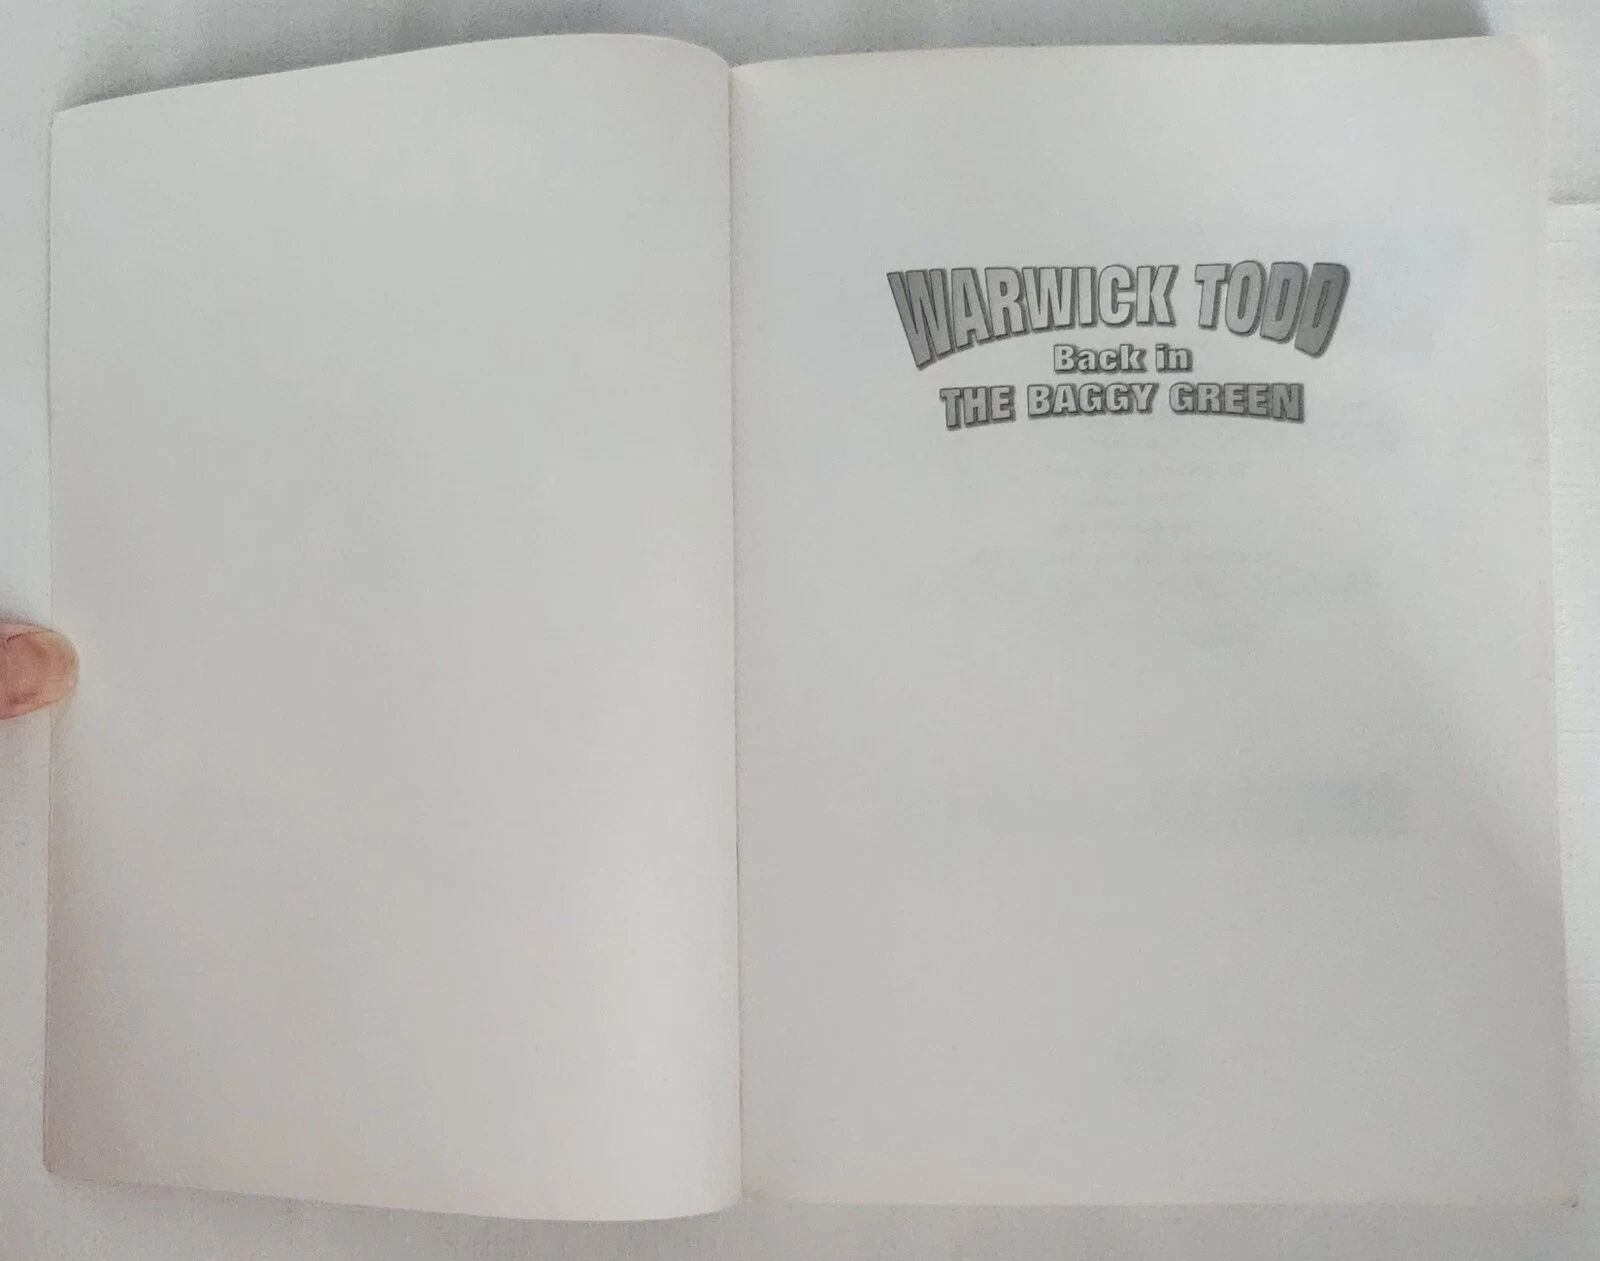 WARWICK TODD
Back in
THE BAGGY GREEN